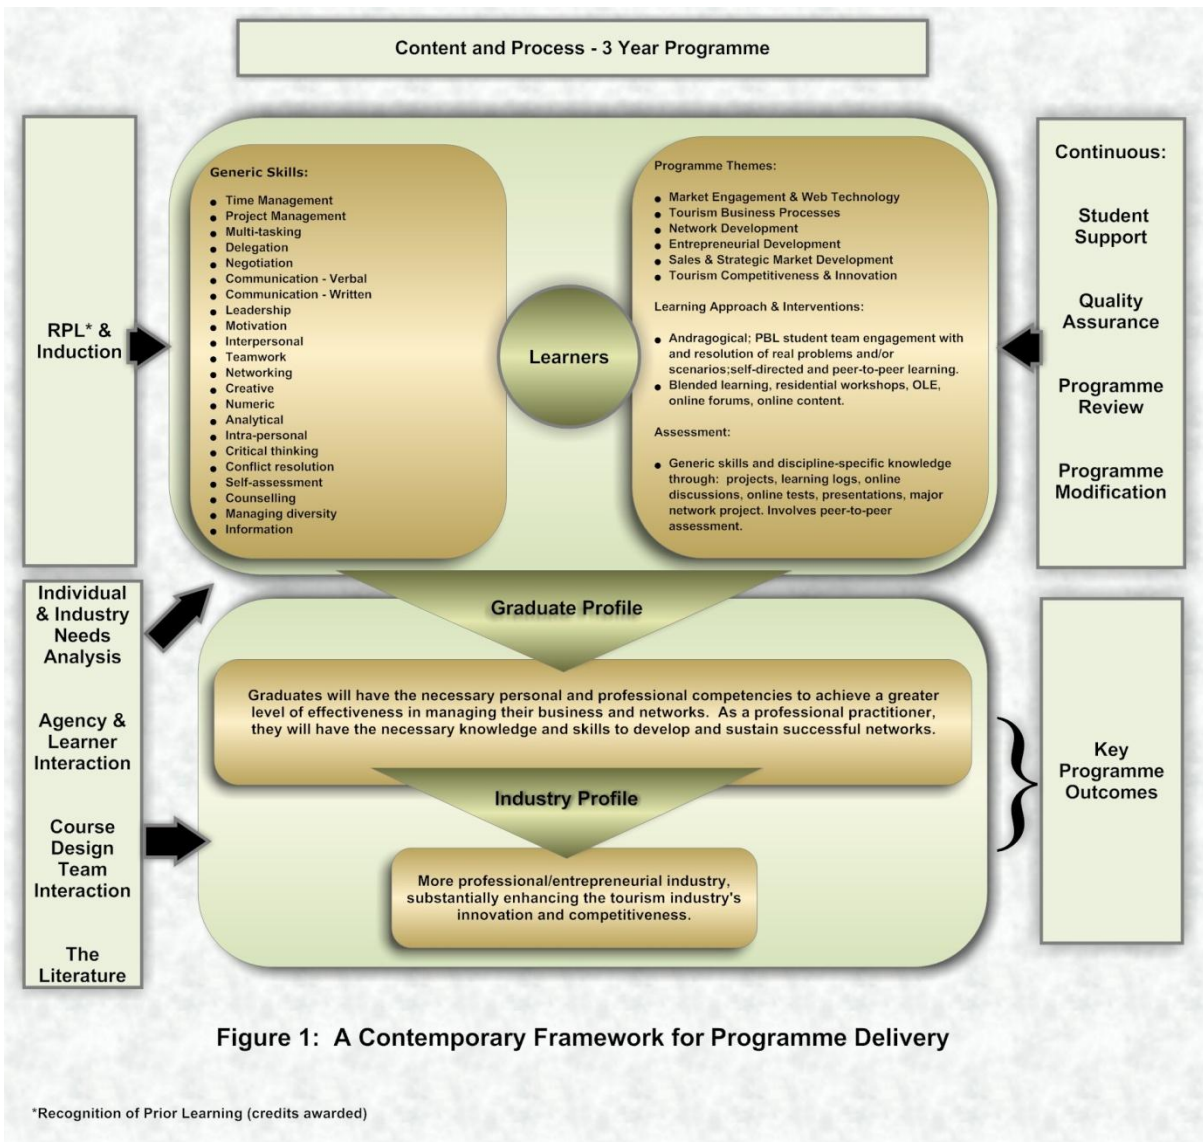 Content and Process - 3 Year Programme
RPL* &
Induction
Generic Skills:
Time Management
Project Management
Multi-tasking
Delegation
Negotiation
Communication - Verbal
Communication - Written
Leadership
Motivation
Interpersonal
Teamwork
Networking
Creative
Numeric
Analytical
Intra-personal
Critical thinking
Conflict resolution
Self-assessment
Counselling
Managing diversity
Information
Learners
Programme Themes:
Market Engagement & Web Technology
Tourism Business Processes
Network Development
Entrepreneurial Development
Sales & Strategic Market Development
Tourism Competitiveness & Innovation
Learning Approach & Interventions:
Andragogical; PBL student team engagement with
and resolution of real problems and/or
scenarios;self-directed and peer-to-peer learning.
Blended learning, residential workshops, OLE,
online forums, online content.
Assessment:
Generic skills and discipline-specific knowledge
through:  projects, learning logs, online
discussions, online tests, presentations, major
network project. Involves peer-to-peer
assessment.
Continuous:
Student
Support
Quality
Assurance
Programme
Review
Programme
Modification
Individual
& Industry
Needs
Analysis
Agency &
Learner
Interaction
Course
Design
Team
Interaction
The
Literature
Graduate Profile
Graduates will have the necessary personal and professional competencies to achieve a greater
level of effectiveness in managing their business and networks.  As a professional practitioner,
they will have the necessary knowledge and skills to develop and sustain successful networks.
Industry Profile
More professional/entrepreneurial industry,
substantially enhancing the tourism industry's
innovation and competitiveness.
Key
Programme
Outcomes
Figure 1:  A Contemporary Framework for Programme Delivery
*Recognition of Prior Learning (credits awarded)